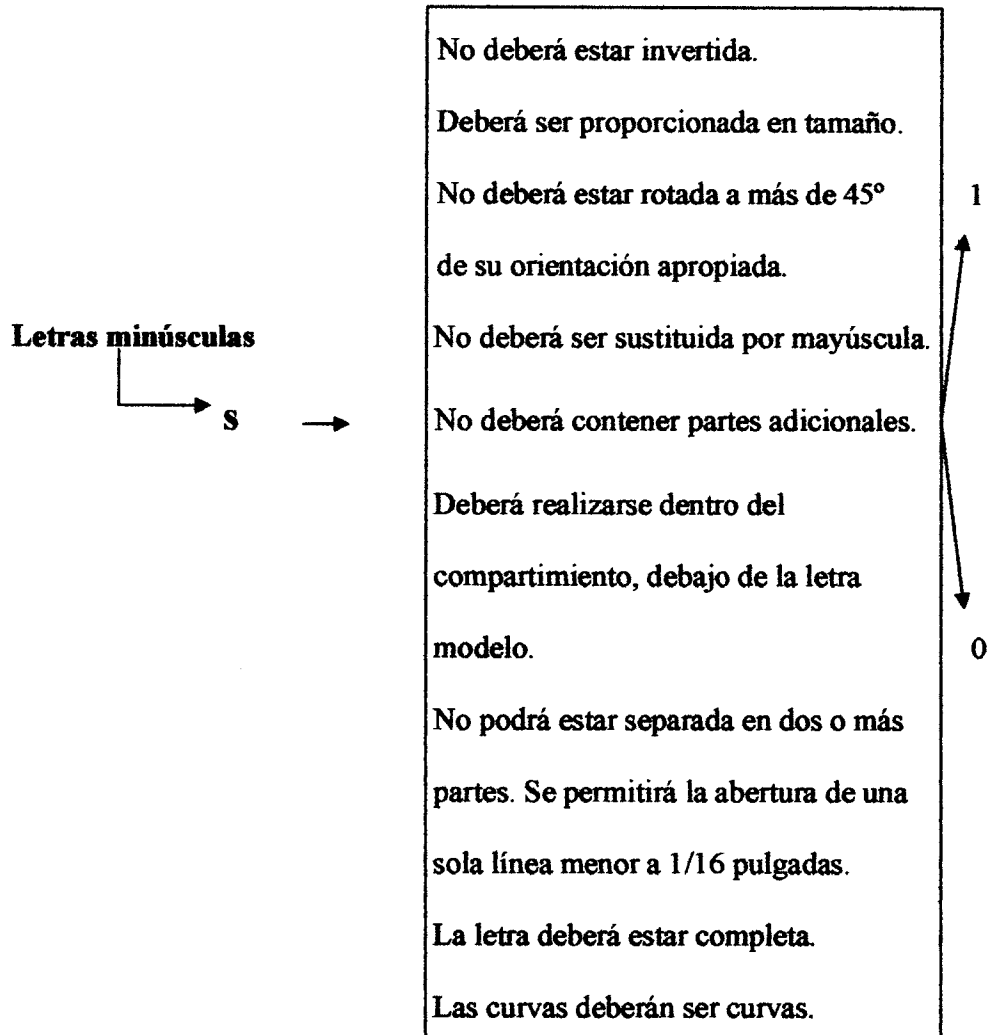 No deberá estar invertida.
Deberá ser proporcionada en tamaño.
No deberá estar rotada a más de 45º
1
de su orientación apropiada.
Letras minúsculas
No deberá ser sustituida por mayúscula.
s
No deberá contener partes adicionales.
Deberá realizarse dentro del
compartimiento, debajo de la letra
modelo.
0
No podrá estar separada en dos o más
partes. Se permitirá la abertura de una
sola línea menor a 1/16 pulgadas.
La letra deberá estar completa.
Las curvas deberán ser curvas.